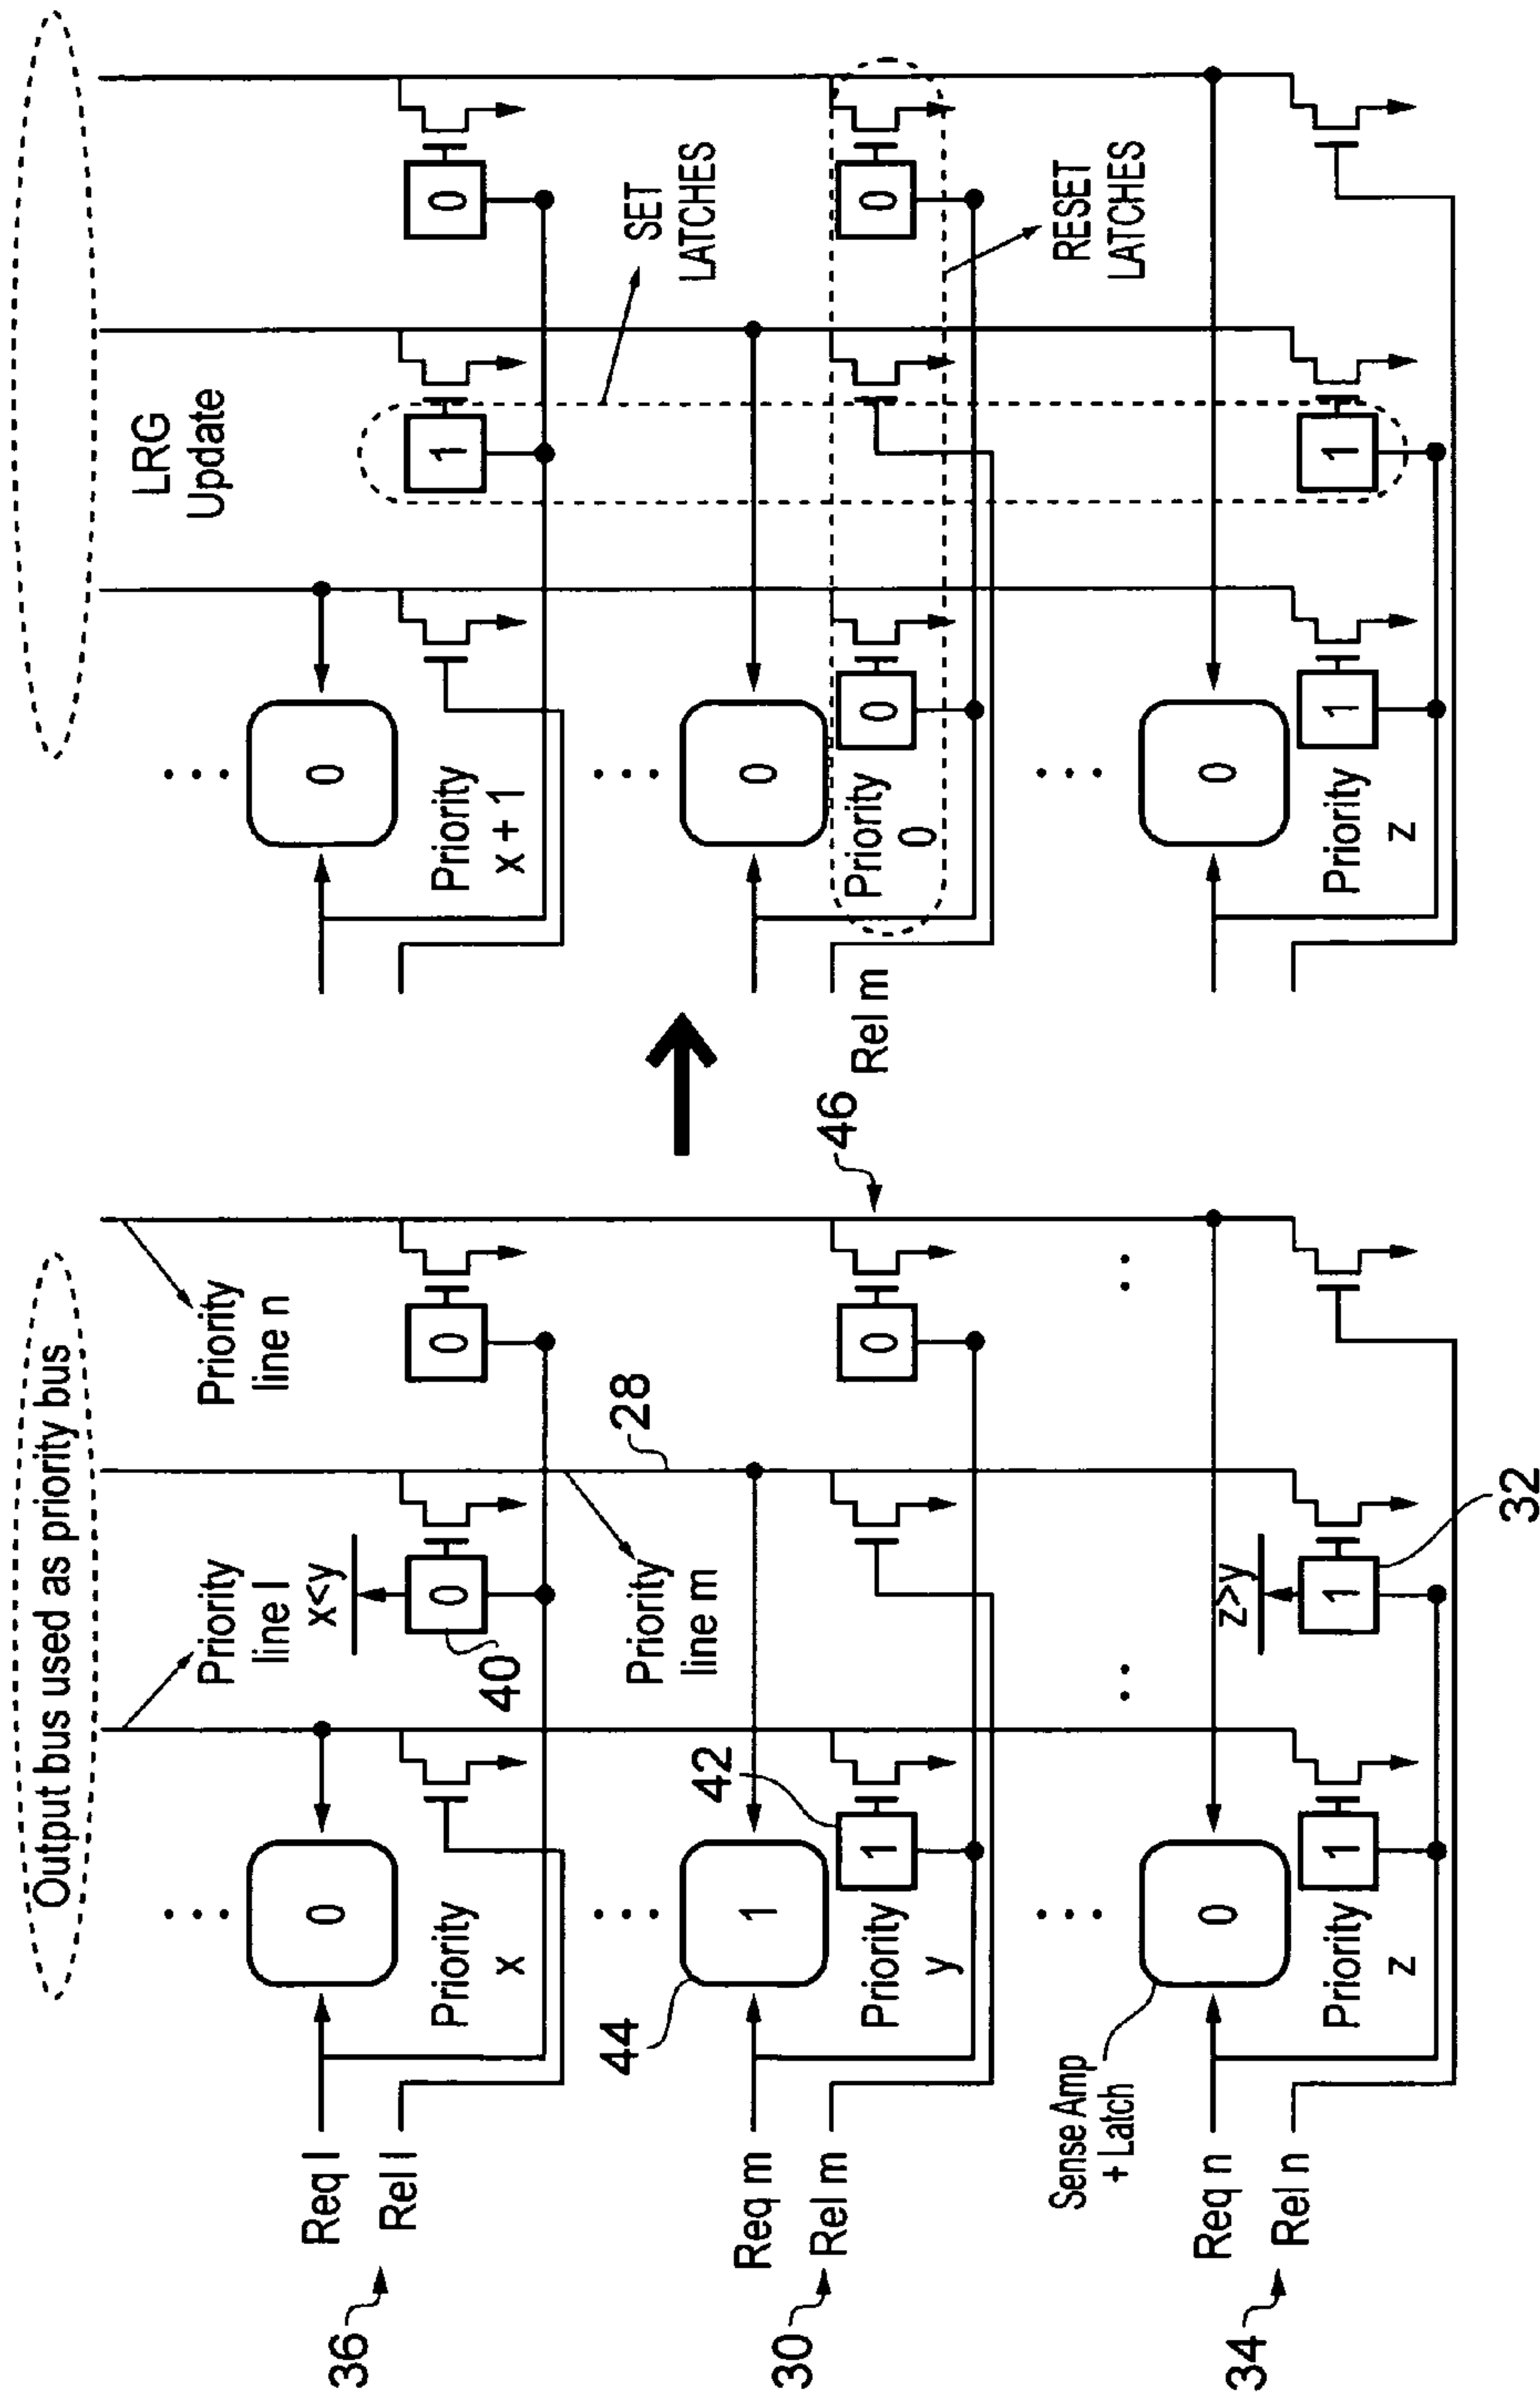 Output bus used as priority bus
Priority
line l
Priority
line n
x<y
40
Priority
line m
28
Req l
Rel l
36
0
Priority
x
0
0
44
Req m
Rel m
30
1
Priority
y
42
1
0
46
Sense Amp
+ Latch
Req n
Rel n
34
0
Priority
z
1
z>y
1
32
LRG
Update
0
Priority
x + 1
1
0
SET
LATCHES
Rel m
0
Priority
0
0
0
RESET
LATCHES
0
Priority
z
1
1